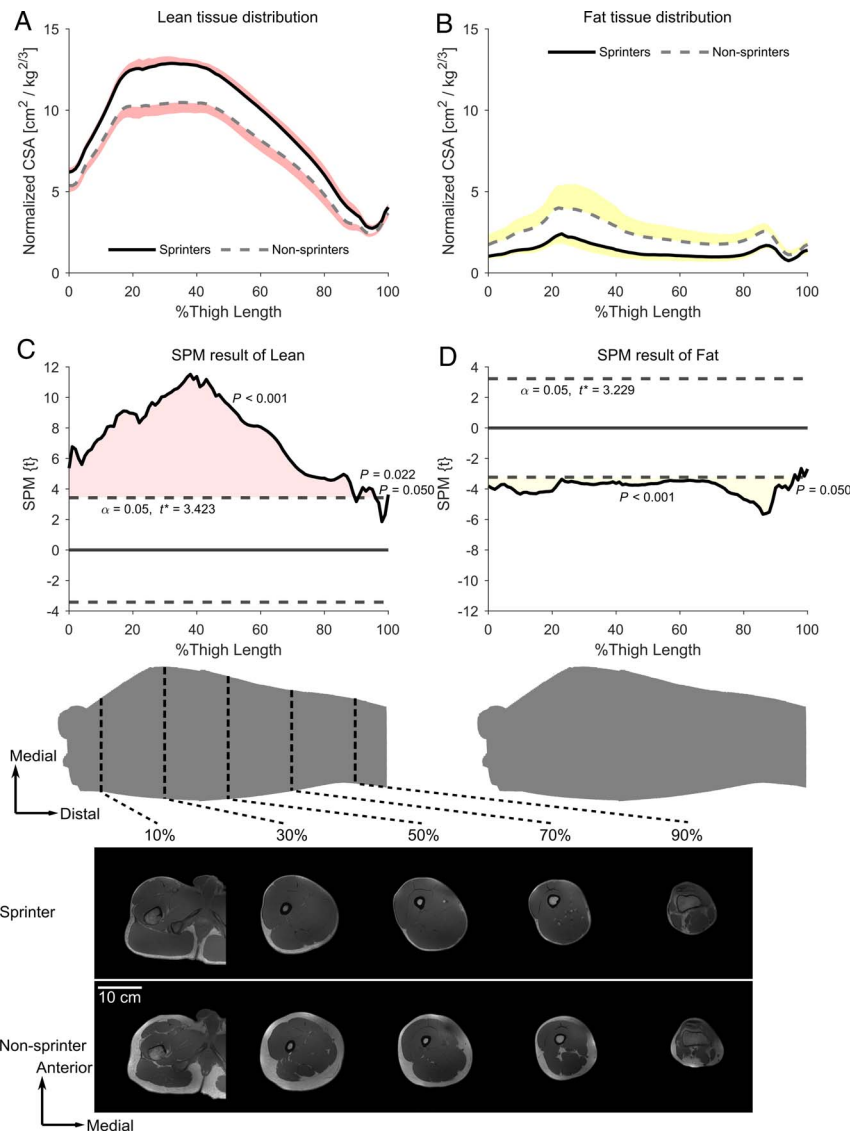 A
Lean tissue distribution
Normalized CSA [cm2 / kg2/3]
15
10
5
0
Sprinters
Non-sprinters
0 20 40 60 80 100
%Thigh Length
B
Fat tissue distribution
Normalized CSA [cm2 / kg2/3]
15
10
5
0
Sprinters
Non-sprinters
0 20 40 60 80 100
%Thigh Length
C
SPM result of Lean
SPM {t}
12
10
8
6
4
2
0
-2
-4
P < 0.001
P = 0.022
P = 0.050
α = 0.05, t* = 3.423
0 20 40 60 80 100
%Thigh Length
D
SPM result of Fat
SPM {t}
4
2
0
-2
-4
-6
-8
-10
-12
α = 0.05, t* = 3.229
P < 0.001
P = 0.050
0 20 40 60 80 100
%Thigh Length
Medial
Distal
10% 30% 50% 70% 90%
Sprinter
10 cm
Non-sprinter
Anterior
Medial